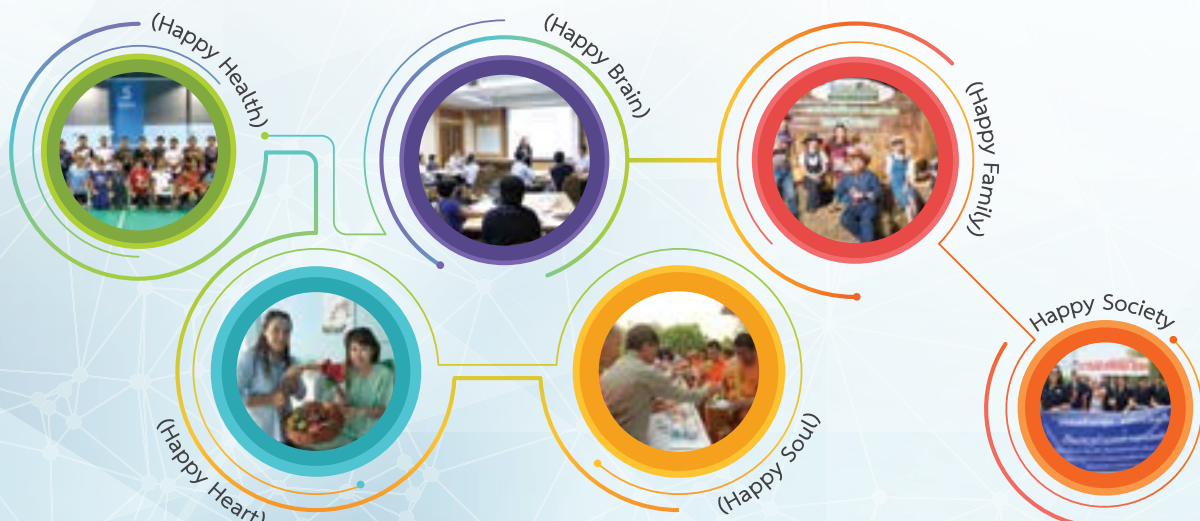 (Happy Health)
(Happy Brain)
(Happy Family)
Happy Society
(Happy Heart)
(Happy Soul)